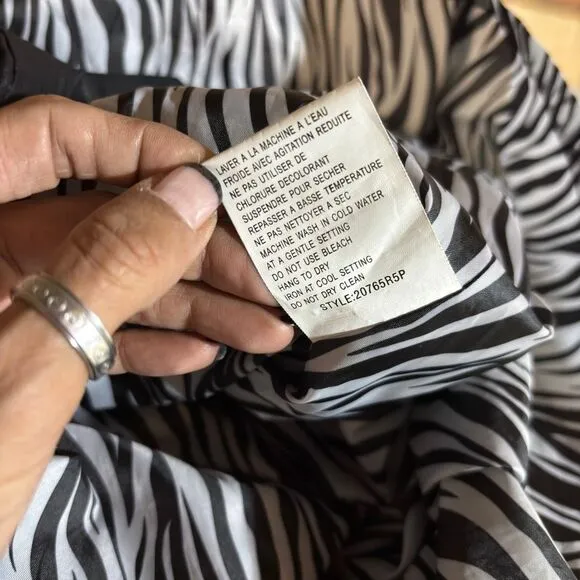 LAVER A LA MACHINE A L'EAU
FROIDE AVEC AGITATION REDUITE
NE PAS UTILISER DE
CHLORURE DECOLORANT
SUSPENDRE POUR SECHER
REPASSER A BASSE TEMPERATURE
NE PAS NETTOYER A SEC
MACHINE WASH IN COLD WATER
AT A GENTLE SETTING
DO NOT USE BLEACH
HANG TO DRY
IRON AT COOL SETTING
DO NOT DRY CLEAN
STYLE:20765R5P